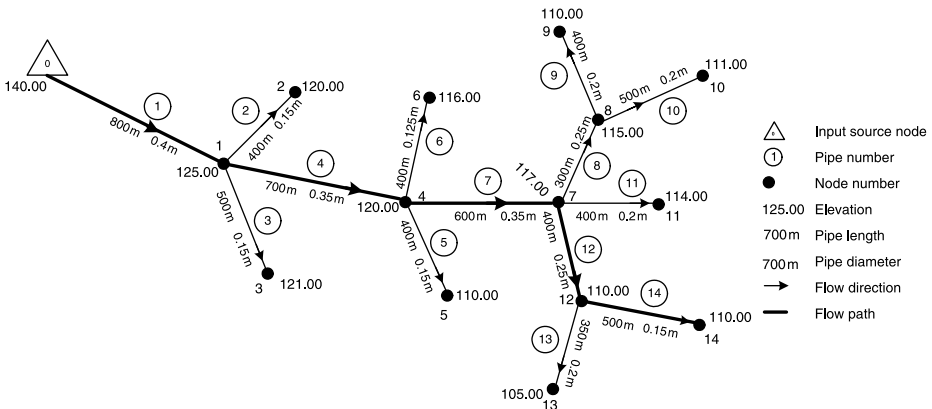 0
140.00
1
800m 0.4m
1
125.00
2
400m 0.15m
2
120.00
3
500m 0.15m
3
121.00
4
700m 0.35m
4
120.00
6
400m 0.125m
6
116.00
5
400m 0.15m
110.00
5
7
600m 0.35m
117.00
7
8
300m 0.25m
8
115.00
9
400m 0.2m
110.00
9
10
500m 0.2m
111.00
10
11
400m 0.2m
114.00
11
12
400m 0.25m
12
110.00
13
350m 0.2m
105.00
13
14
500m 0.15m
110.00
14
Input source node
1 Pipe number
Node number
125.00 Elevation
700m Pipe length
700m Pipe diameter
Flow direction
Flow path